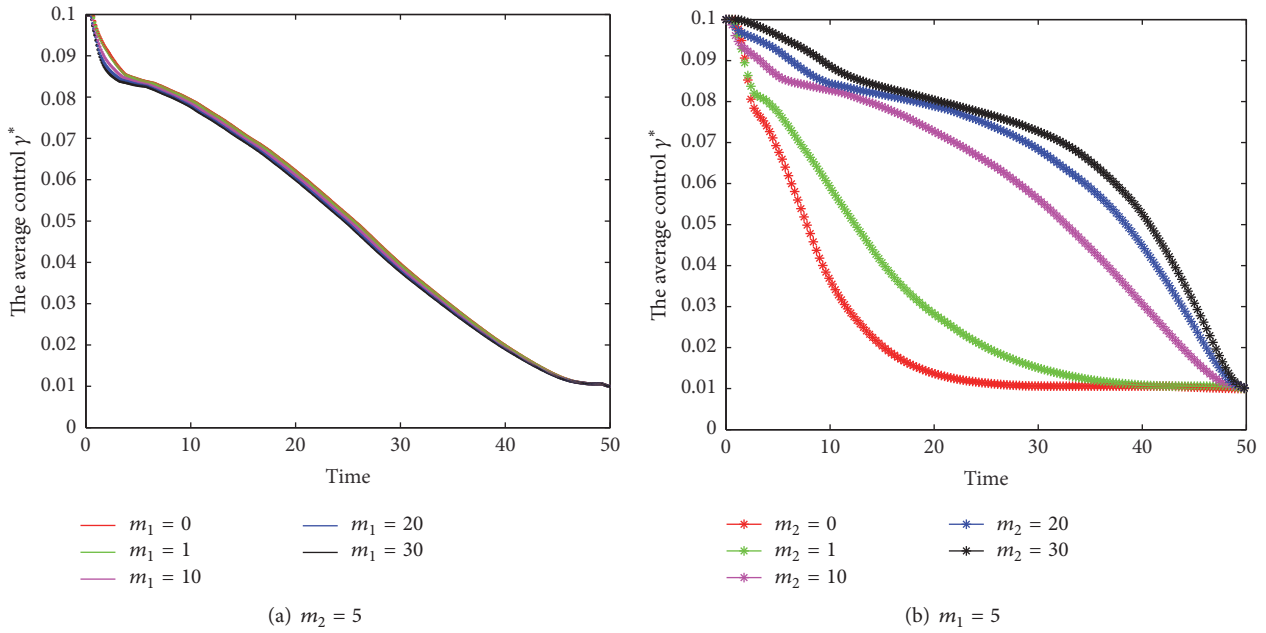 The average control γ*
0.1
0.09
0.08
0.07
0.06
0.05
0.04
0.03
0.02
0.01
0
0 10 20 30 40 50
Time
m₁ = 0
m₁ = 1
m₁ = 10
m₁ = 20
m₁ = 30
(a) m₂ = 5
The average control γ*
0.1
0.09
0.08
0.07
0.06
0.05
0.04
0.03
0.02
0.01
0
0 10 20 30 40 50
Time
m₂ = 0
m₂ = 1
m₂ = 10
m₂ = 20
m₂ = 30
(b) m₁ = 5